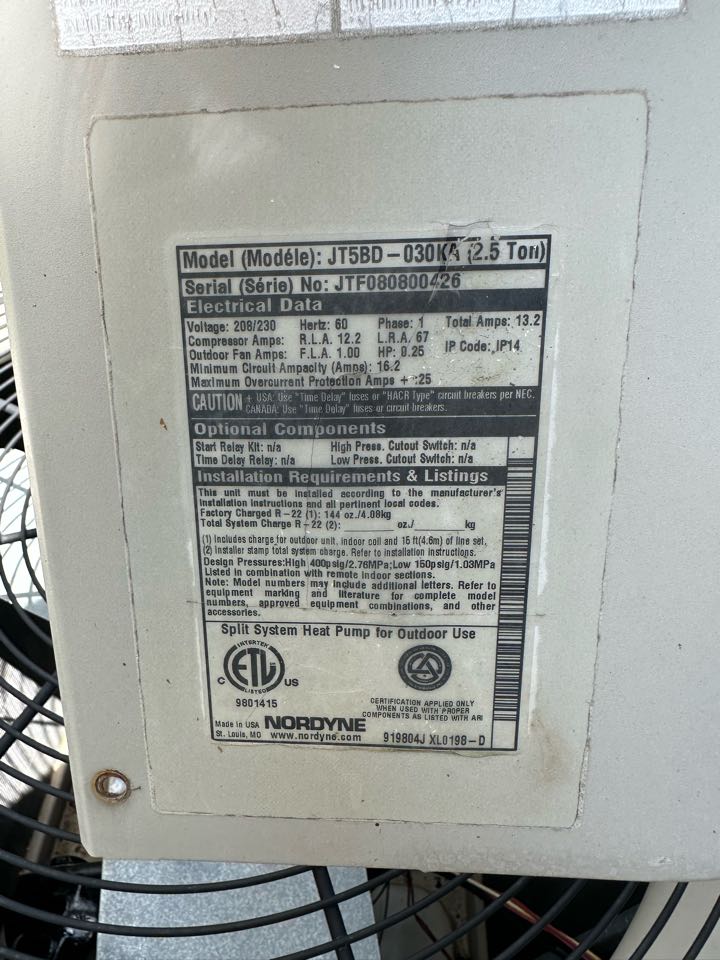 Model (Modéle): JT5BD-030KA (2.5 Ton)
Serial (Série) No: JTF080800426
Electrical Data
Voltage: 208/230 Hertz: 60 Phase: 1 Total Amps: 13.2
Compressor Amps: R.L.A. 12.2 L.R.A. 67
Outdoor Fan Amps: F.L.A. 1.00 HP: 0.25 IP Code: IP14
Minimum Circuit Ampacity (Amps): 16.2
Maximum Overcurrent Protection Amps + :25
CAUTION + USA: Use "Time Delay" fuses or "HACR Type" circuit breakers per NEC.
CANADA: Use "Time Delay" fuses or circuit breakers.
Optional Components
Start Relay Kit: n/a High Press. Cutout Switch: n/a
Time Delay Relay: n/a Low Press. Cutout Switch: n/a
Installation Requirements & Listings
This unit must be installed according to the manufacturer's
installation instructions and all pertinent local codes.
Factory Charged R-22 (1): 144 oz./4.08kg
Total System Charge R-22 (2): ______ oz./______ kg
(1) Includes charge for outdoor unit, indoor coil and 15 ft(4.6m) of line set.
(2) Installer stamp total system charge. Refer to installation instructions.
Design Pressures:High 400psig/2.76MPa;Low 150psig/1.03MPa
Listed in combination with remote indoor sections.
Note: Model numbers may include additional letters. Refer to
equipment marking and literature for complete model
numbers, approved equipment combinations, and other
accessories.
Split System Heat Pump for Outdoor Use
INTERTEK
C ETL US
LISTED
9801415
CERTIFICATION APPLIED ONLY
WHEN USED WITH PROPER
COMPONENTS AS LISTED WITH ARI
Made in USA NORDYNE
St. Louis, MO www.nordyne.com 919804J XL0198-D